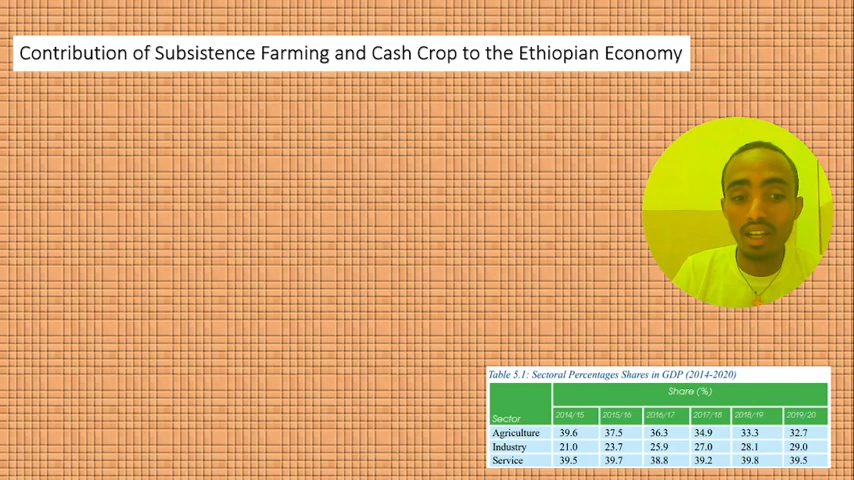 Contribution of Subsistence Farming and Cash Crop to the Ethiopian Economy
Table 5.1: Sectoral Percentages Shares in GDP (2014-2020)
Share (%)
Sector 2014/15 2015/16 2016/17 2017/18 2018/19 2019/20
Agriculture 39.6 37.5 36.3 34.9 33.3 32.7
Industry 21.0 23.7 25.9 27.0 28.1 29.0
Service 39.5 39.7 38.8 39.2 39.8 39.5